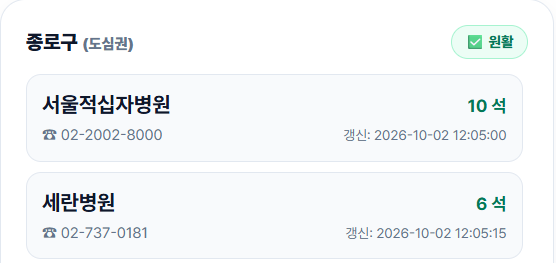 종로구 (도심권)
✅ 원활
서울적십자병원
10 석
☎ 02-2002-8000
갱신: 2026-10-02 12:05:00
세란병원
6 석
☎ 02-737-0181
갱신: 2026-10-02 12:05:15